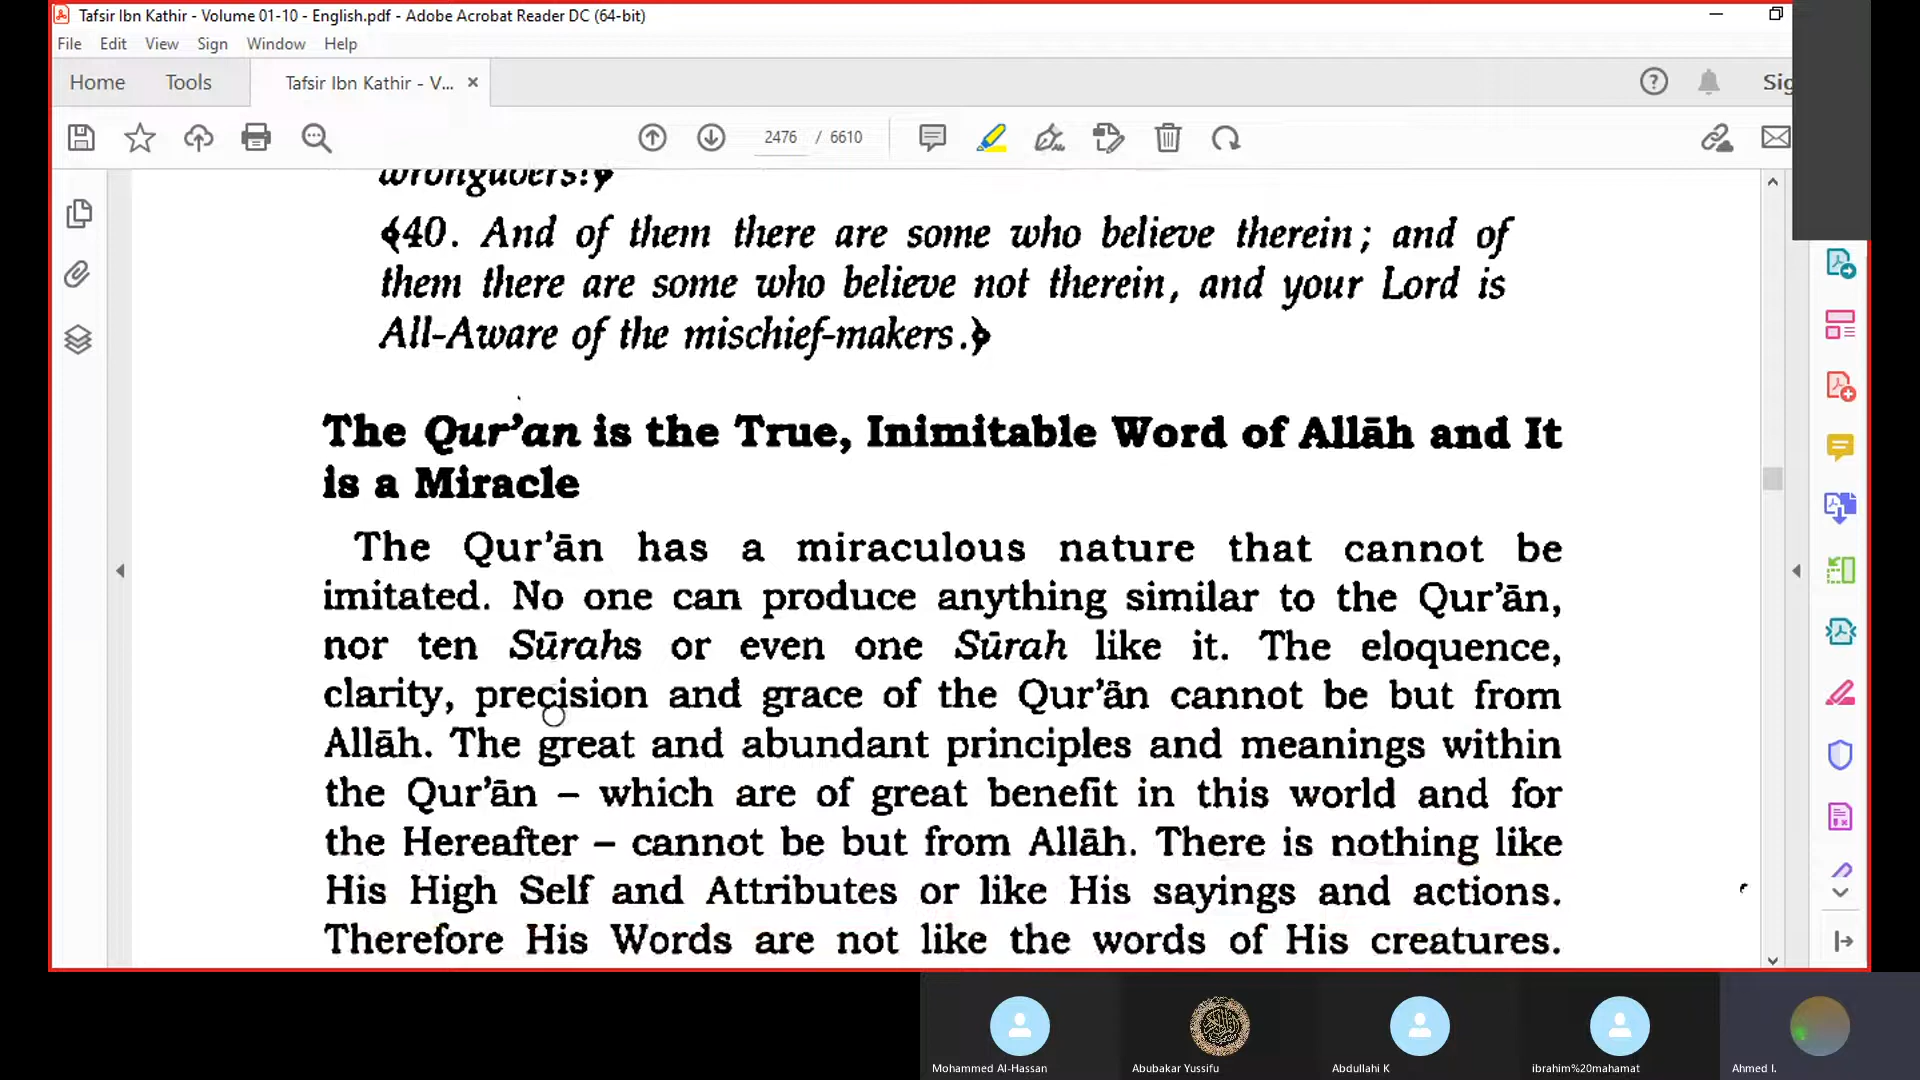 Tafsir Ibn Kathir - Volume 01-10 - English.pdf - Adobe Acrobat Reader DC (64-bit)
File Edit View Sign Window Help
Home Tools Tafsir Ibn Kathir - V... ×
Sig
2476 / 6610
wrongdoers!﴿
﴾40. And of them there are some who believe therein; and of
them there are some who believe not therein, and your Lord is
All-Aware of the mischief-makers.﴿
The Qur’an is the True, Inimitable Word of Allāh and It
is a Miracle
The Qur’ān has a miraculous nature that cannot be
imitated. No one can produce anything similar to the Qur’ān,
nor ten Sūrahs or even one Sūrah like it. The eloquence,
clarity, precision and grace of the Qur’ān cannot be but from
Allāh. The great and abundant principles and meanings within
the Qur’ān – which are of great benefit in this world and for
the Hereafter – cannot be but from Allāh. There is nothing like
His High Self and Attributes or like His sayings and actions.
Therefore His Words are not like the words of His creatures.
Mohammed Al-Hassan Abubakar Yussifu Abdullahi K ibrahim%20mahamat Ahmed I.